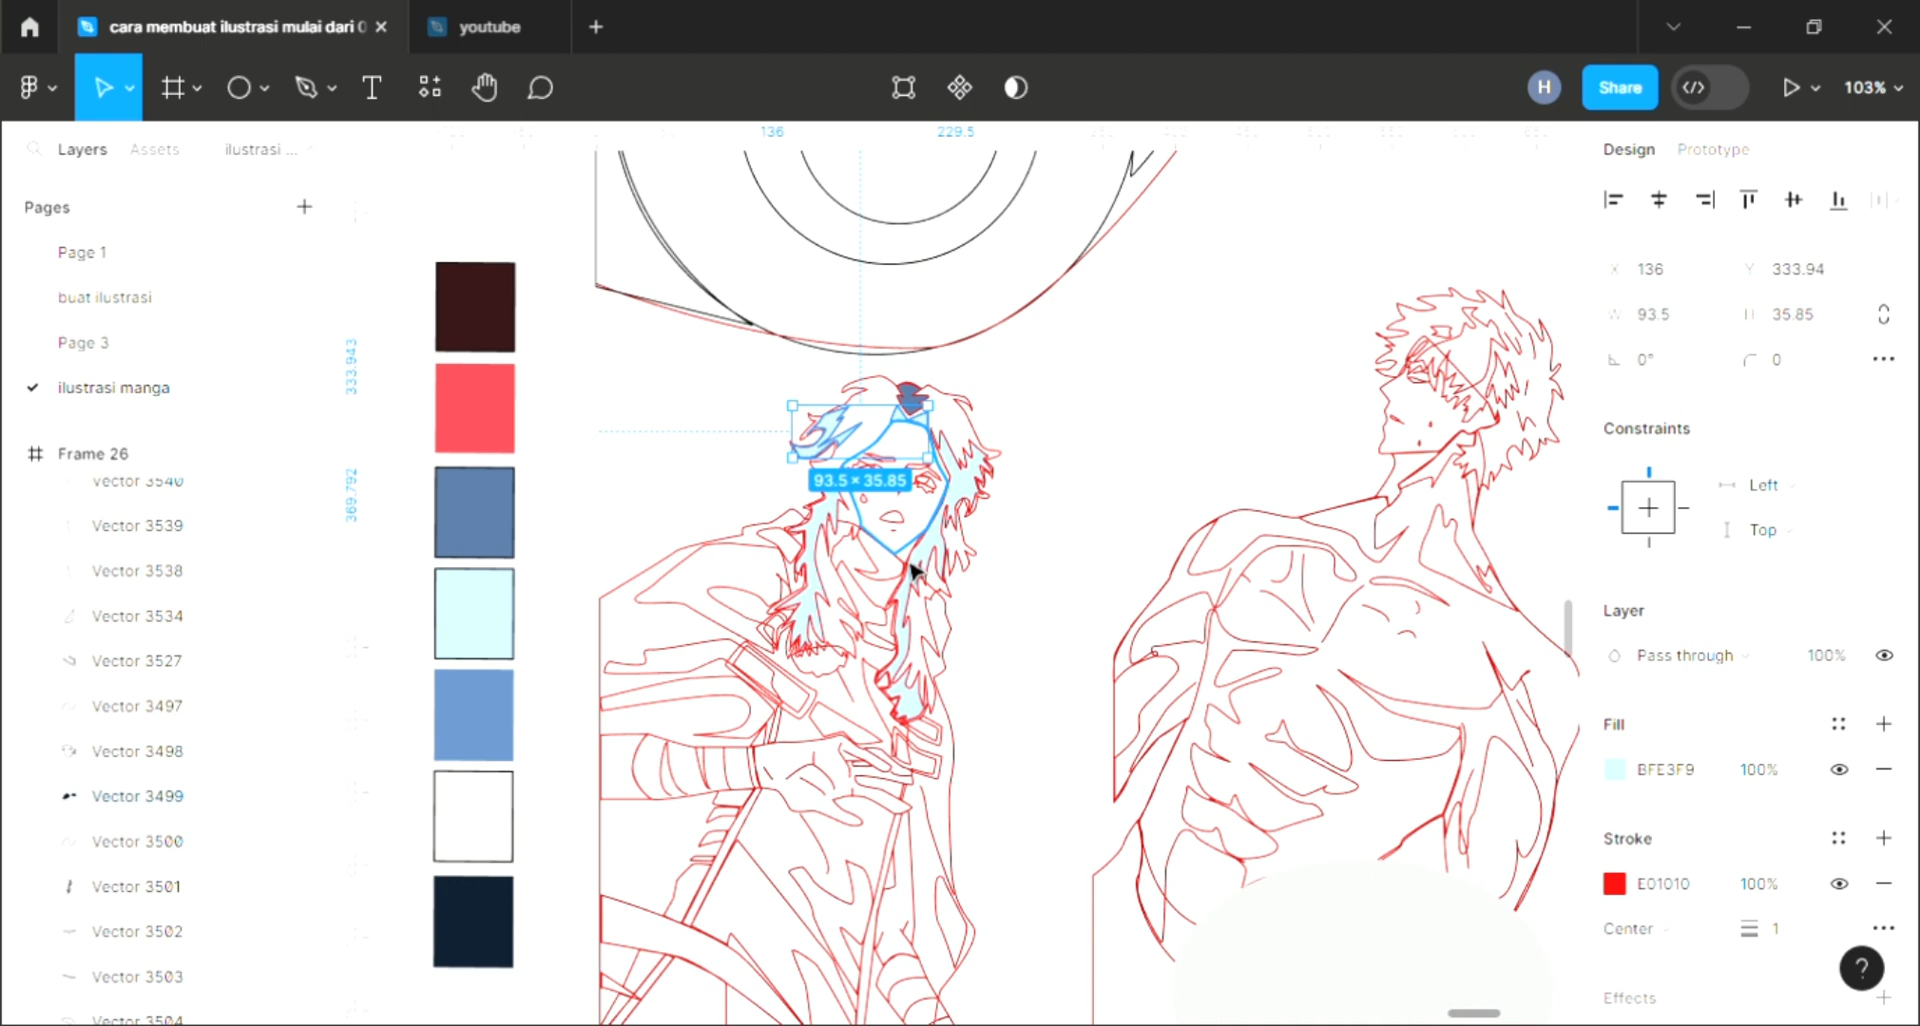 cara membuat ilustrasi mulai dari 0
youtube
H
Share
103%
Layers
Assets
ilustrasi ...
136
229.5
Design
Prototype
Pages
Page 1
buat ilustrasi
Page 3
ilustrasi manga
Frame 26
Vector 3540
Vector 3539
Vector 3538
Vector 3534
Vector 3527
Vector 3497
Vector 3498
Vector 3499
Vector 3500
Vector 3501
Vector 3502
Vector 3503
Vector 3504
333.943
369.792
93.5 × 35.85
X 136
Y 333.94
W 93.5
H 35.85
0°
0
Constraints
Left
Top
Layer
Pass through
100%
Fill
BFE3F9
100%
Stroke
E01010
100%
Center
1
?
Effects